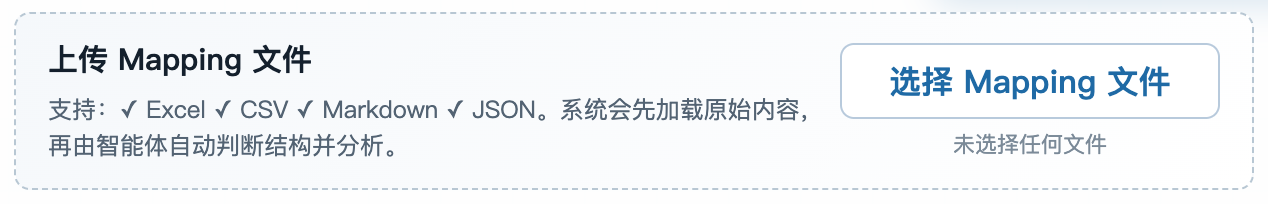 上传 Mapping 文件
支持：✓ Excel ✓ CSV ✓ Markdown ✓ JSON。系统会先加载原始内容，
再由智能体自动判断结构并分析。
选择 Mapping 文件
未选择任何文件